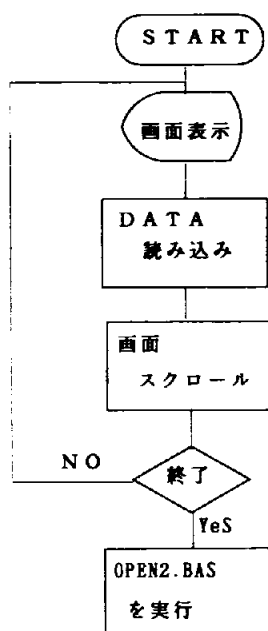 START
画面表示
DATA
読み込み
画面
スクロール
終了
NO
YeS
OPEN2.BAS
を実行